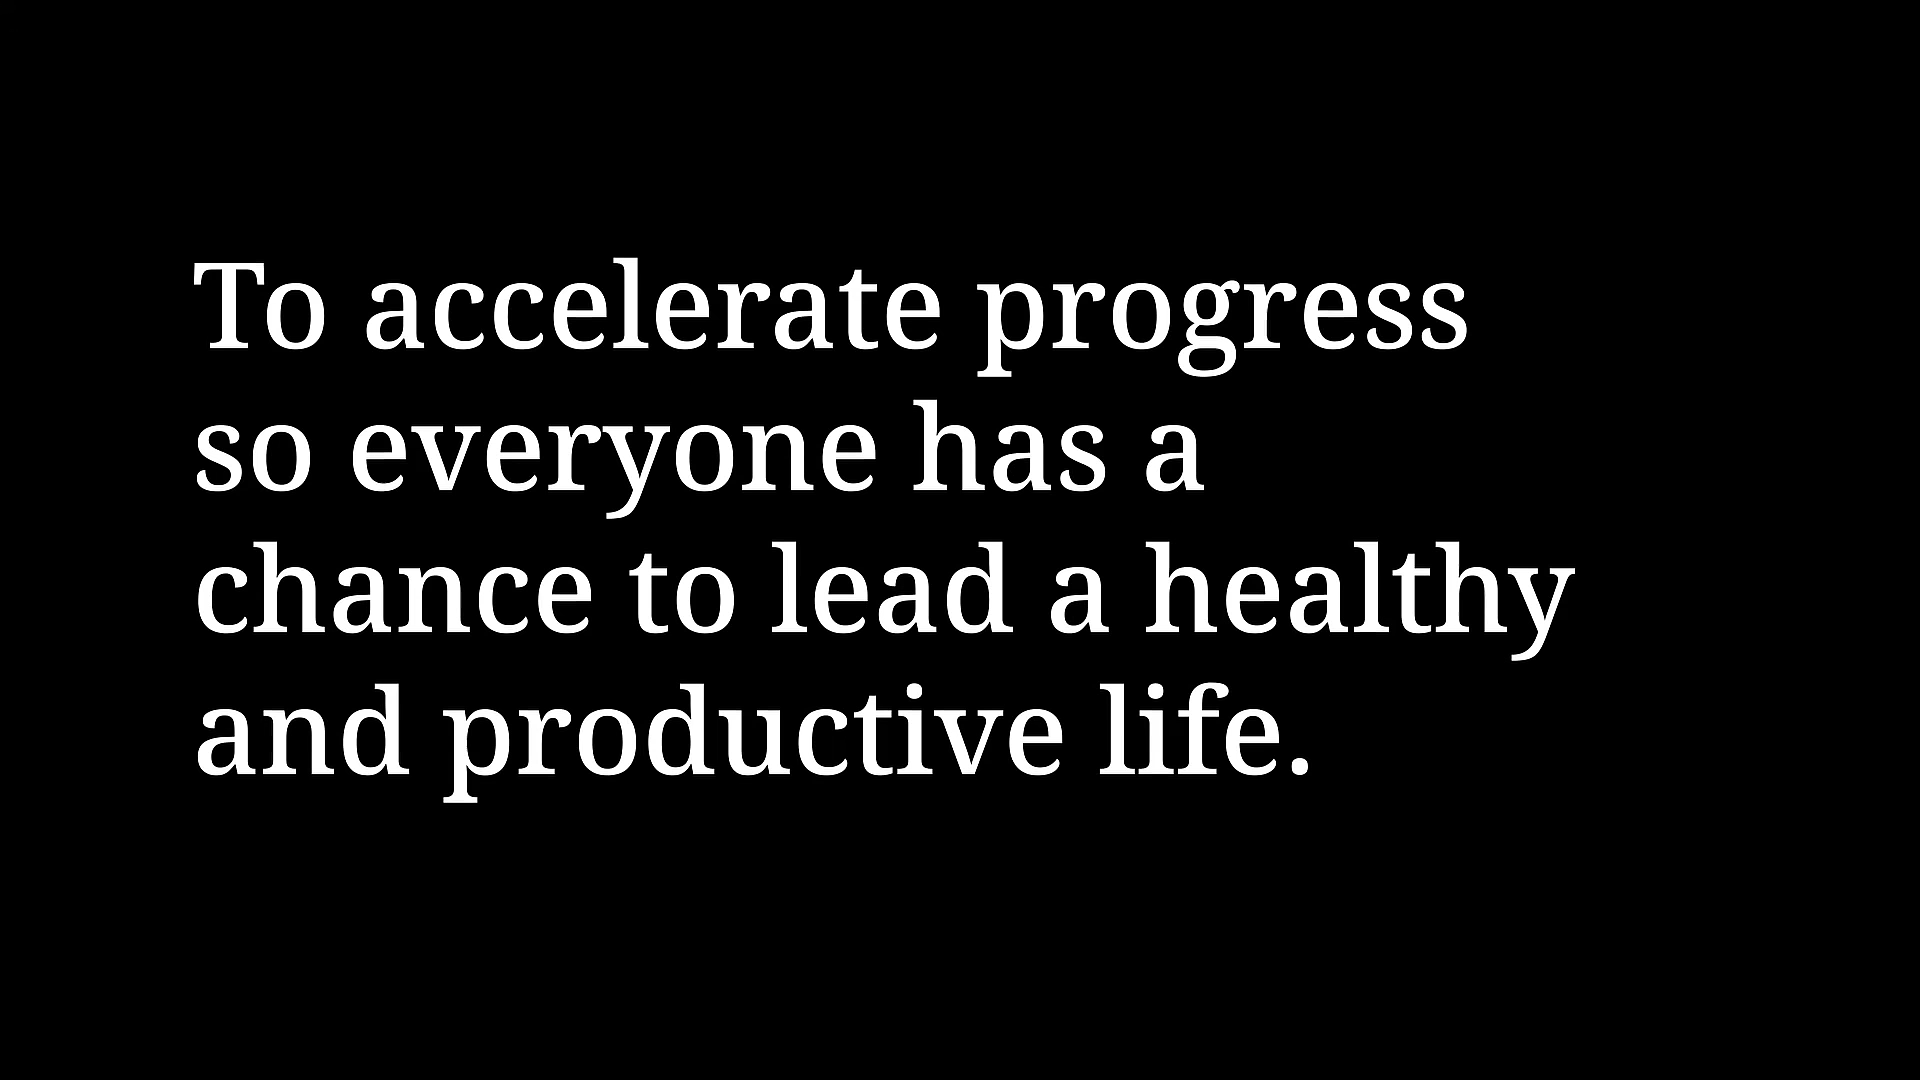 To accelerate progress
so everyone has a
chance to lead a healthy
and productive life.